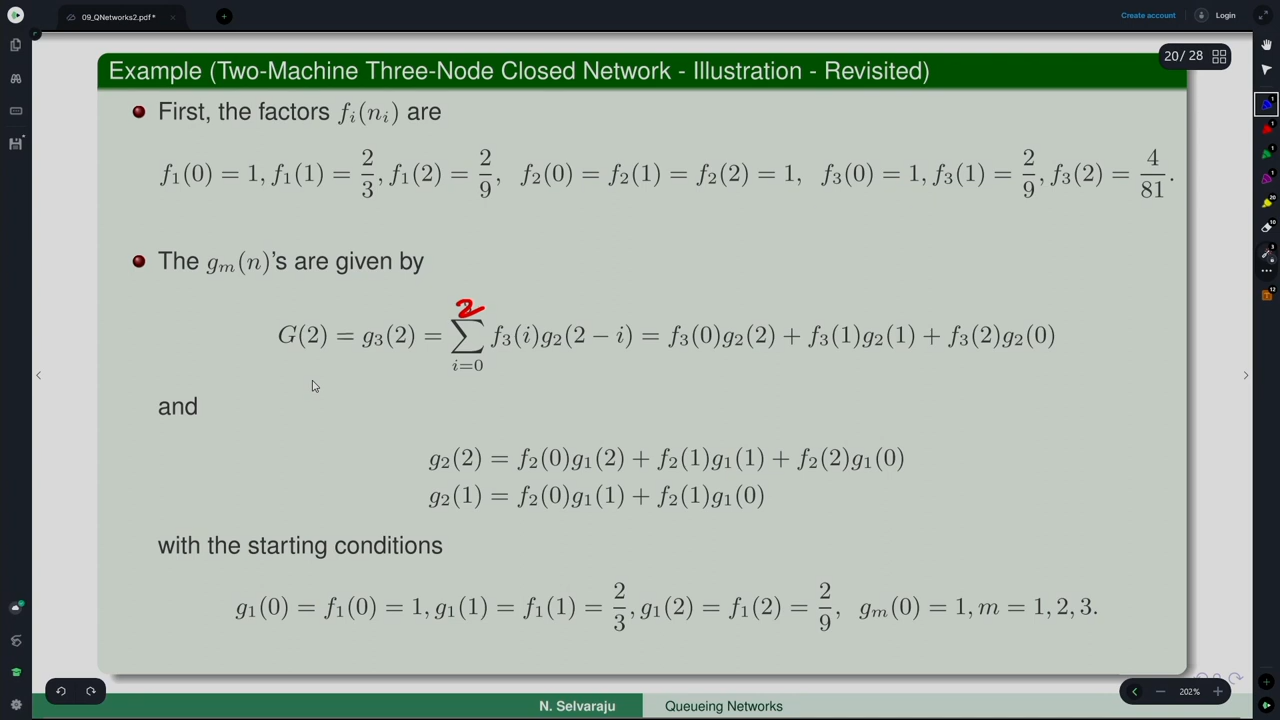 09_QNetworks2.pdf*
Create account
Login
20/ 28
Example (Two-Machine Three-Node Closed Network - Illustration - Revisited)
First, the factors f_i(n_i) are
f_1(0) = 1, f_1(1) = 2/3, f_1(2) = 2/9, f_2(0) = f_2(1) = f_2(2) = 1, f_3(0) = 1, f_3(1) = 2/9, f_3(2) = 4/81.
The g_m(n)'s are given by
G(2) = g_3(2) = ∑_{i=0}^{2} f_3(i)g_2(2 − i) = f_3(0)g_2(2) + f_3(1)g_2(1) + f_3(2)g_2(0)
and
g_2(2) = f_2(0)g_1(2) + f_2(1)g_1(1) + f_2(2)g_1(0)
g_2(1) = f_2(0)g_1(1) + f_2(1)g_1(0)
with the starting conditions
g_1(0) = f_1(0) = 1, g_1(1) = f_1(1) = 2/3, g_1(2) = f_1(2) = 2/9, g_m(0) = 1, m = 1, 2, 3.
202%
N. Selvaraju
Queueing Networks